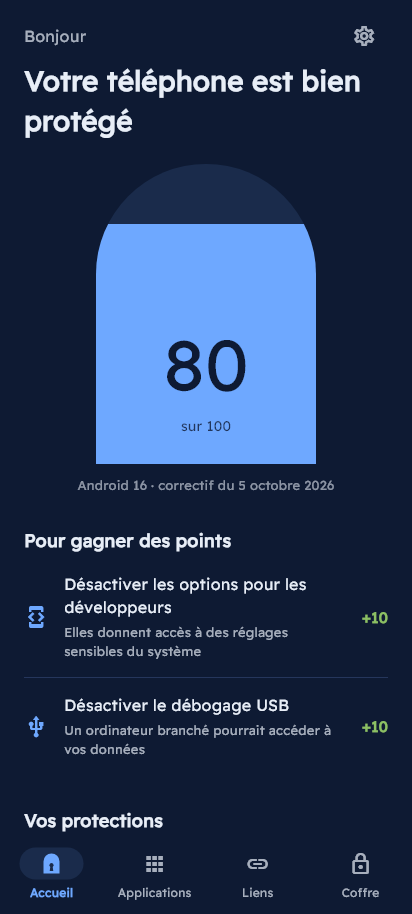 Bonjour
Votre téléphone est bien
protégé
80
sur 100
Android 16 · correctif du 5 octobre 2026
Pour gagner des points
Désactiver les options pour les
développeurs
Elles donnent accès à des réglages
sensibles du système
+10
Désactiver le débogage USB
Un ordinateur branché pourrait accéder à
vos données
+10
Vos protections
Accueil
Applications
Liens
Coffre